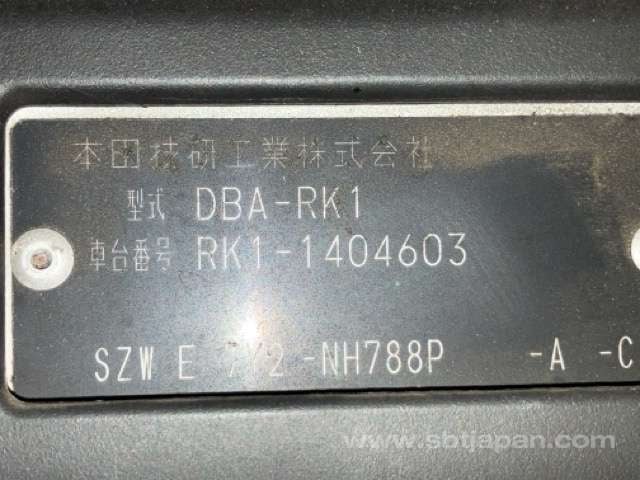 本田技研工業株式会社
型式 DBA-RK1
車台番号 RK1-1404603
SZW E -NH788P -A -C
www.sbtjapan.com